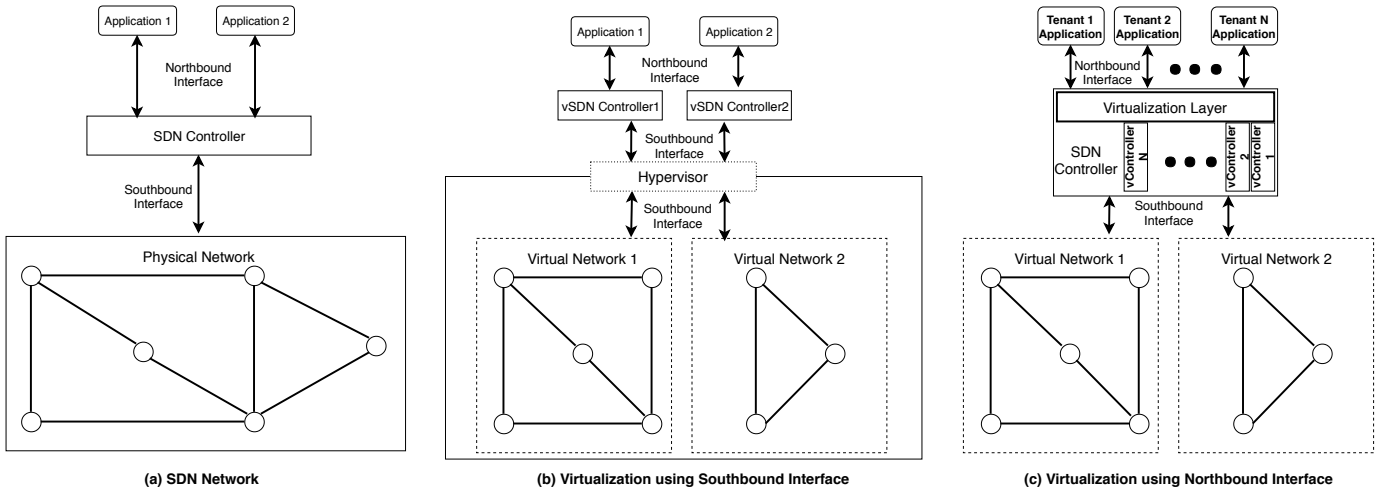 Application 1
Application 2
Northbound
Interface
SDN Controller
Southbound
Interface
Physical Network
(a) SDN Network
Application 1
Application 2
Northbound
Interface
vSDN Controller1
vSDN Controller2
Southbound
Interface
Hypervisor
Southbound
Interface
Virtual Network 1
Virtual Network 2
(b) Virtualization using Southbound Interface
Tenant 1
Application
Tenant 2
Application
Tenant N
Application
Northbound
Interface
Virtualization Layer
SDN
Controller
vController
N
vController
2
vController
1
Southbound
Interface
Virtual Network 1
Virtual Network 2
(c) Virtualization using Northbound Interface